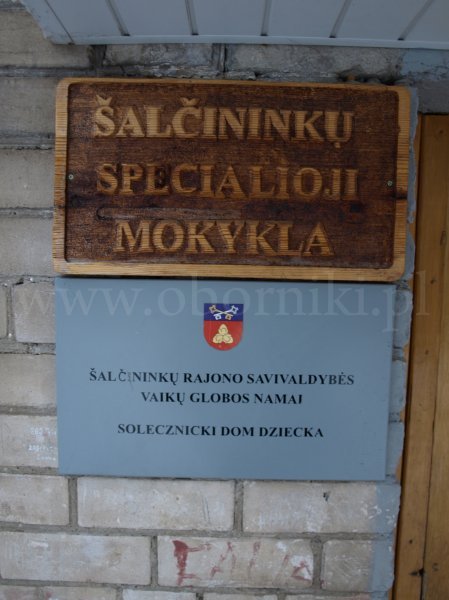 ŠALČININKŲ
SPECIALIOJI
MOKYKLA
www.oborniki.pl
ŠALČININKŲ RAJONO SAVIVALDYBĖS
VAIKŲ GLOBOS NAMAI
SOLECZNICKI DOM DZIECKA